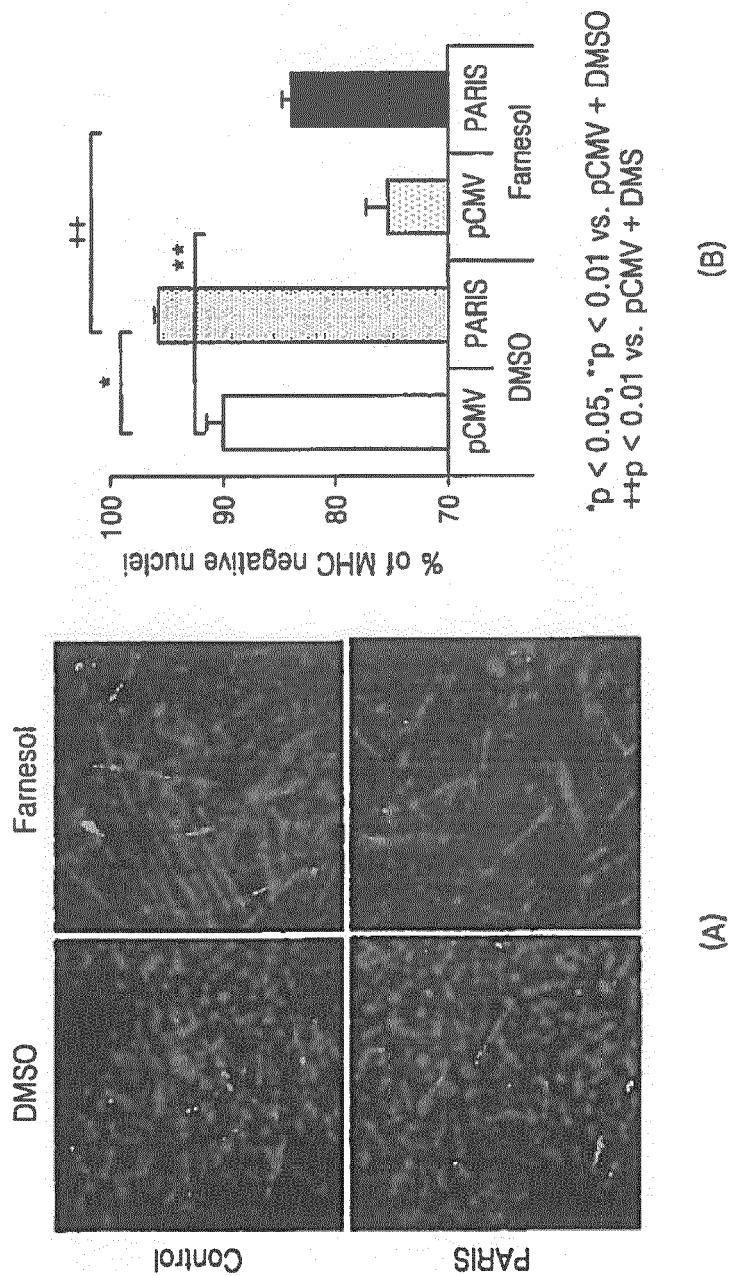 DMSO Farnesol
Control
PARIS
(A)
% of MHC negative nuclei
100
90
80
70
*
**
++
pCMV PARIS pCMV PARIS
DMSO Farnesol
*p < 0.05, **p < 0.01 vs. pCMV + DMSO
++p < 0.01 vs. pCMV + DMS
(B)